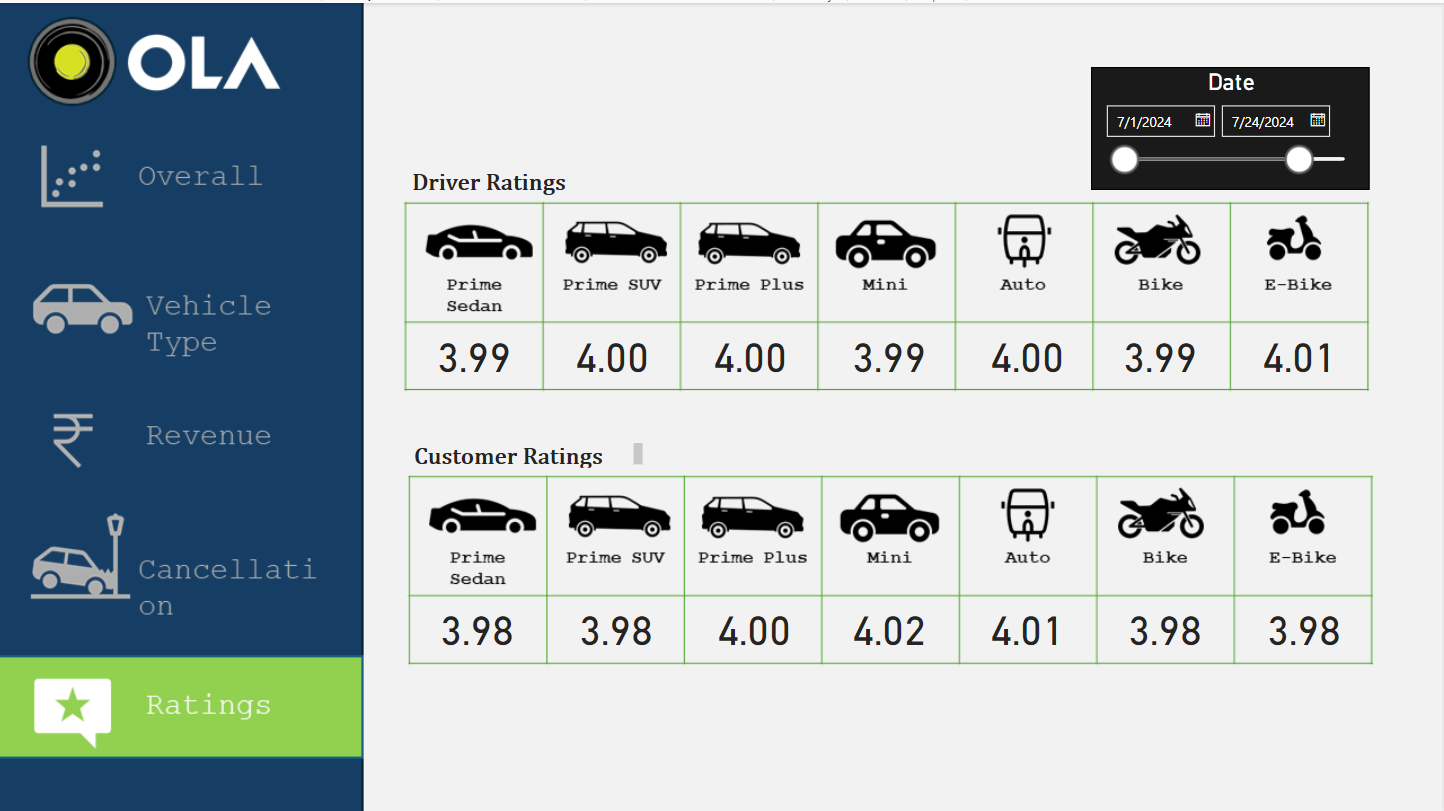 OLA
Overall
Vehicle
Type
Revenue
Cancellati
on
Ratings
Date
7/1/2024 7/24/2024
Driver Ratings
Prime
Sedan
Prime SUV
Prime Plus
Mini
Auto
Bike
E-Bike
3.99 4.00 4.00 3.99 4.00 3.99 4.01
Customer Ratings
Prime
Sedan
Prime SUV
Prime Plus
Mini
Auto
Bike
E-Bike
3.98 3.98 4.00 4.02 4.01 3.98 3.98